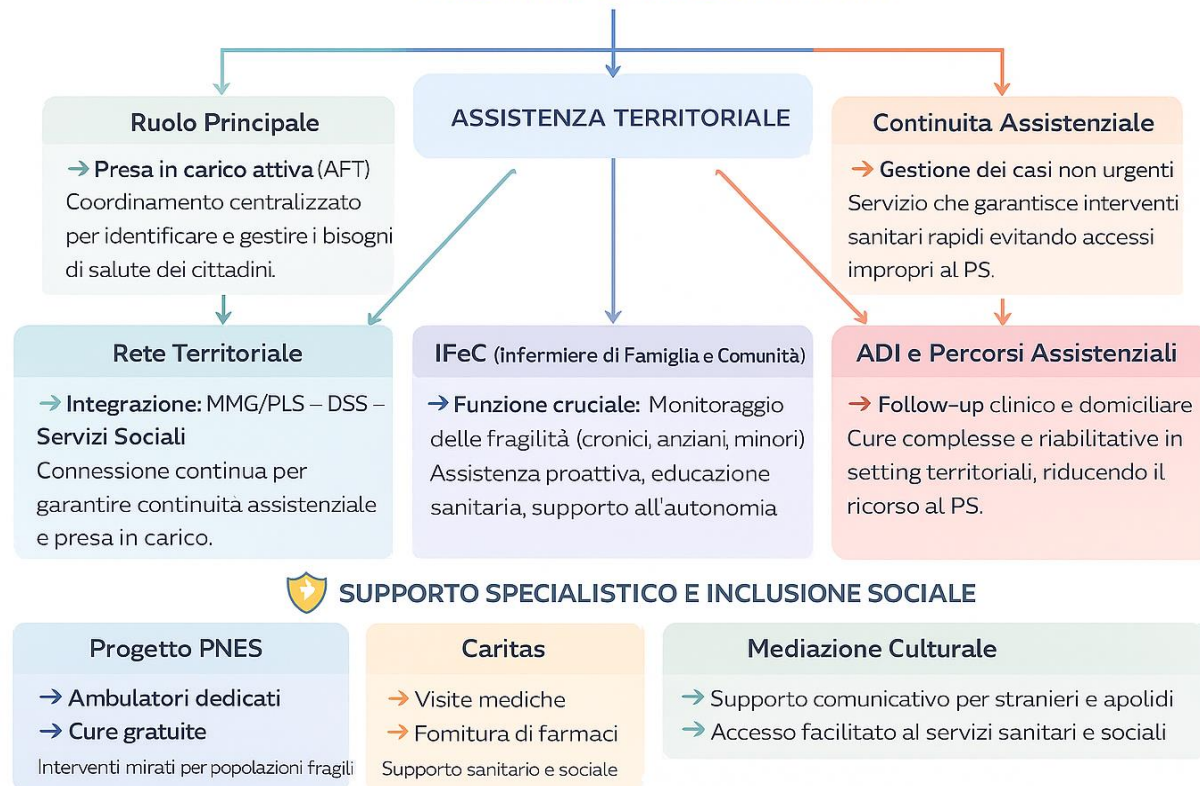 ASSISTENZA TERRITORIALE
Ruolo Principale
→ Presa in carico attiva (AFT)
Coordinamento centralizzato
per identificare e gestire i bisogni
di salute dei cittadini.
Continuita Assistenziale
→ Gestione dei casi non urgenti
Servizio che garantisce interventi
sanitari rapidi evitando accessi
impropri al PS.
Rete Territoriale
→ Integrazione: MMG/PLS – DSS –
Servizi Sociali
Connessione continua per
garantire continuità assistenziale
e presa in carico.
IFeC (infermiere di Famiglia e Comunità)
→ Funzione cruciale: Monitoraggio
delle fragilità (cronici, anziani, minori)
Assistenza proattiva, educazione
sanitaria, supporto all'autonomia
ADI e Percorsi Assistenziali
→ Follow-up clinico e domiciliare
Cure complesse e riabilitative in
setting territoriali, riducendo il
ricorso al PS.
SUPPORTO SPECIALISTICO E INCLUSIONE SOCIALE
Progetto PNES
→ Ambulatori dedicati
→ Cure gratuite
Interventi mirati per popolazioni fragili
Caritas
→ Visite mediche
→ Fomitura di farmaci
Supporto sanitario e sociale
Mediazione Culturale
→ Supporto comunicativo per stranieri e apolidi
→ Accesso facilitato al servizi sanitari e sociali